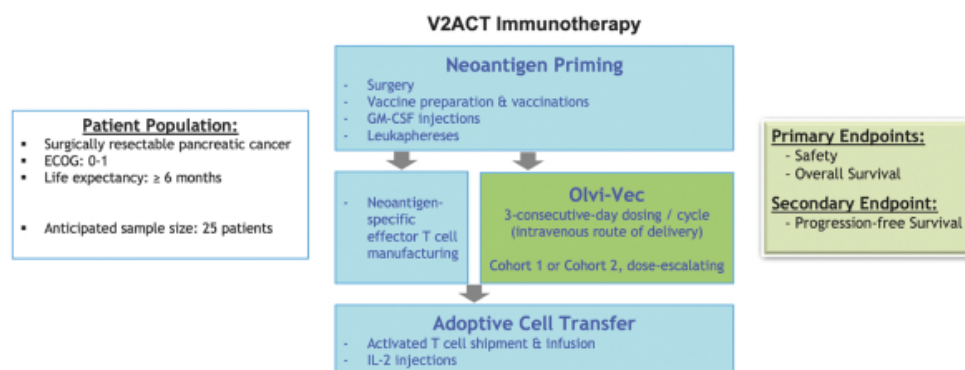 V2ACT Immunotherapy
Patient Population:
▪ Surgically resectable pancreatic cancer
▪ ECOG: 0-1
▪ Life expectancy: ≥ 6 months
▪ Anticipated sample size: 25 patients
Neoantigen Priming
- Surgery
- Vaccine preparation & vaccinations
- GM-CSF injections
- Leukaphereses
- Neoantigen-
specific
effector T cell
manufacturing
Olvi-Vec
3-consecutive-day dosing / cycle
(intravenous route of delivery)
Cohort 1 or Cohort 2, dose-escalating
Adoptive Cell Transfer
- Activated T cell shipment & infusion
- IL-2 injections
Primary Endpoints:
- Safety
- Overall Survival
Secondary Endpoint:
- Progression-free Survival